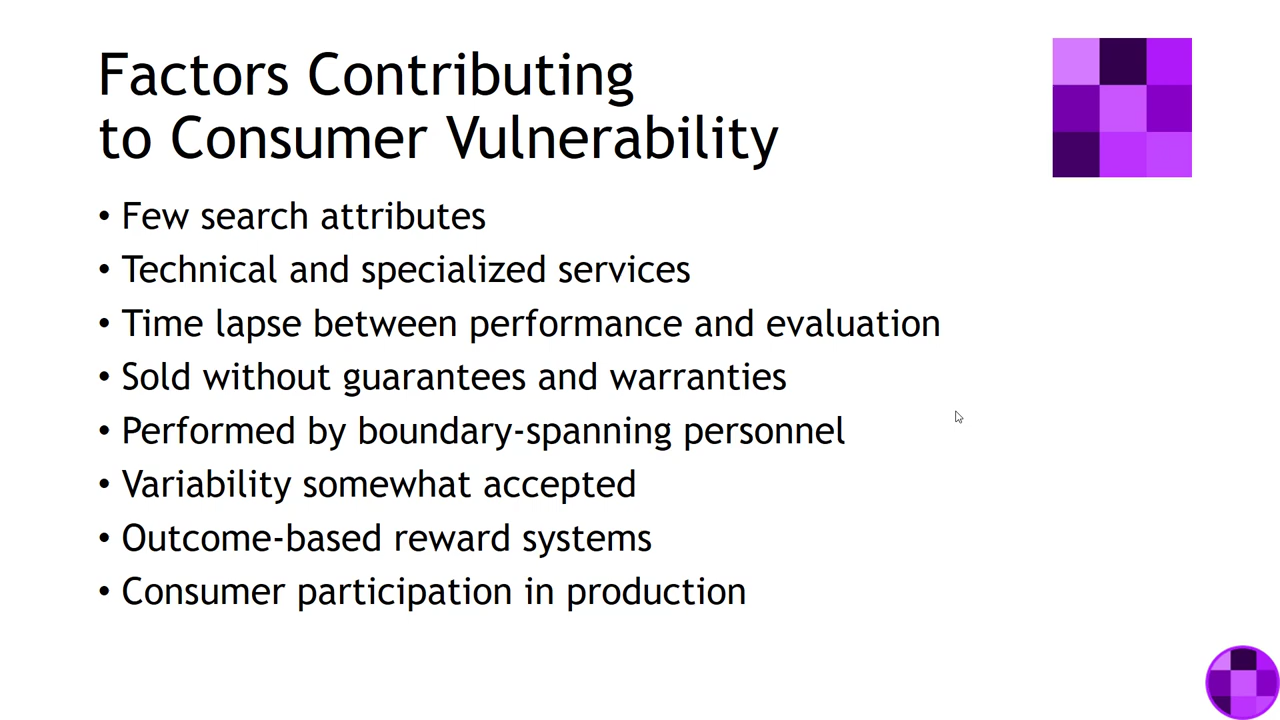 Factors Contributing
to Consumer Vulnerability
• Few search attributes
• Technical and specialized services
• Time lapse between performance and evaluation
• Sold without guarantees and warranties
• Performed by boundary-spanning personnel
• Variability somewhat accepted
• Outcome-based reward systems
• Consumer participation in production